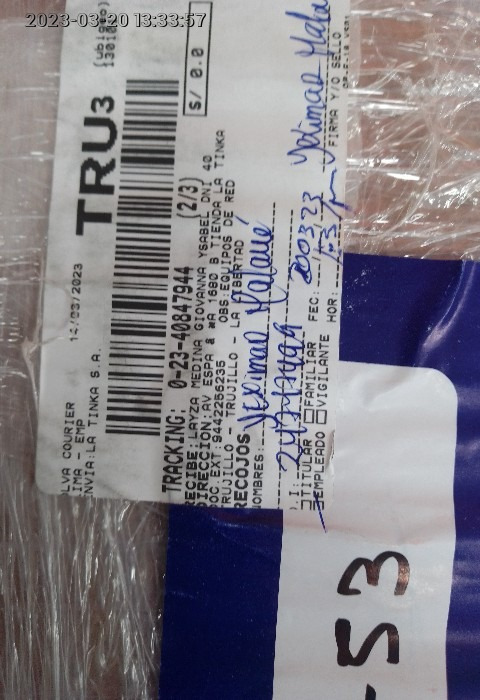 2023-03-20 13:33:57
TRU3
S/ 0.0
14/03/2023
LVA COURIER
IMA - EMP
NVIA:LA TINKA S.A.
TRACKING: 0-23-40847944 (2/3)
RECIBE:LAYZA MEDINA GIOVANNA YSABEL DNI 40
DIRECCION:AV ESPA a #A 1680 B TIENDA LA TINKA
DOC.EXT:9442256235 OBS:EQUIPOS DE RED
TRUJILLO - TRUJILLO - LA LIBERTAD
RECOJOS
NOMBRES:
.I.
FEC.
HOR:
TITULAR FAMILIAR
EMPLEADO VIGILANTE
FIRMA Y/O SELLO
-53